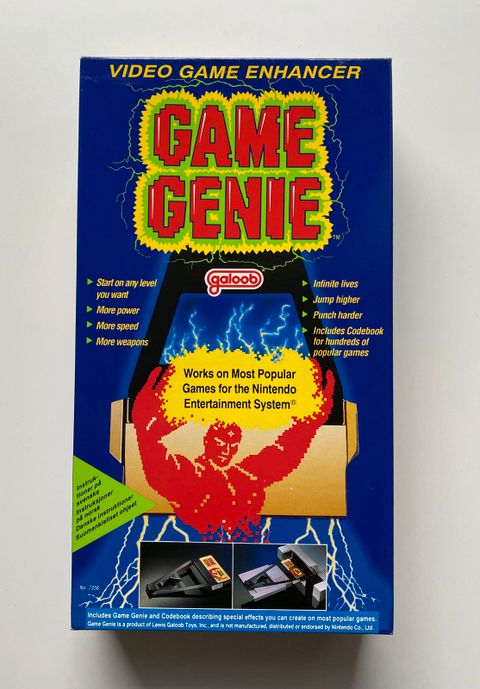 VIDEO GAME ENHANCER
GAME
GENIE™
galoob
Start on any level
you want
More power
More speed
More weapons
Infinite lives
Jump higher
Punch harder
Includes Codebook
for hundreds of
popular games
Works on Most Popular
Games for the Nintendo
Entertainment System®
Instruk-
tioner på
svenska
Instruksjoner
på norsk
Danske instruktioner
Suomenkieliset ohjeet
Includes Game Genie and Codebook describing special effects you can create on most popular games.
Game Genie is a product of Lewis Galoob Toys, Inc., and is not manufactured, distributed or endorsed by Nintendo Co., Ltd.